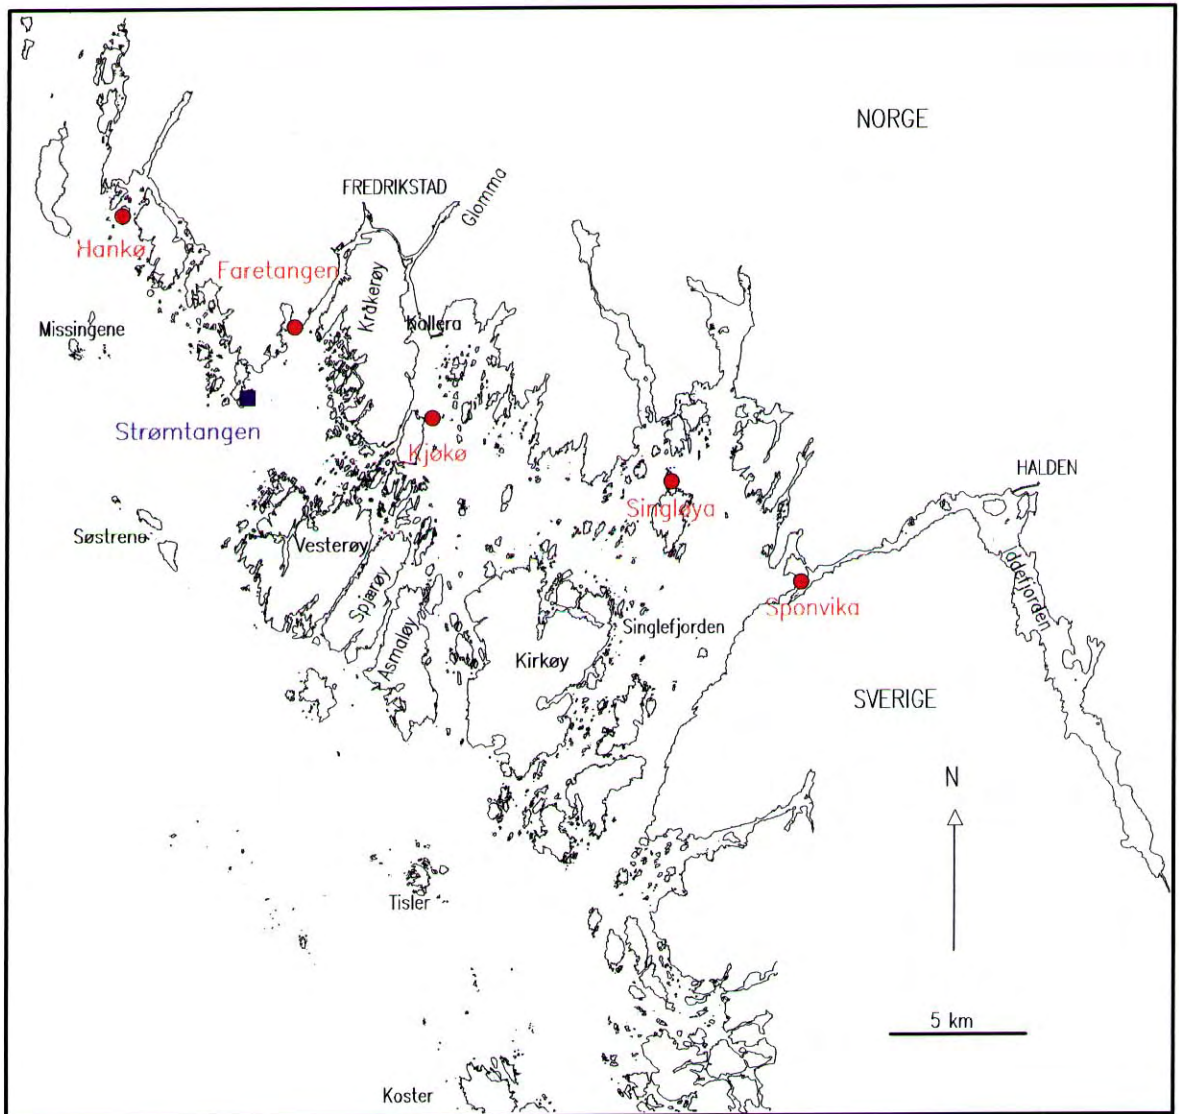 NORGE
FREDRIKSTAD
Glomma
Hankø
Faretangen
Kråkerøy
Missingene
Kallera
Strømtangen
Kjøkø
HALDEN
Singløya
Søstrene
Vesterøy
Iddefjorden
Spjærøy
Sponvika
Asmaløy
Singlefjorden
Kirkøy
SVERIGE
N
Tisler
5 km
Koster